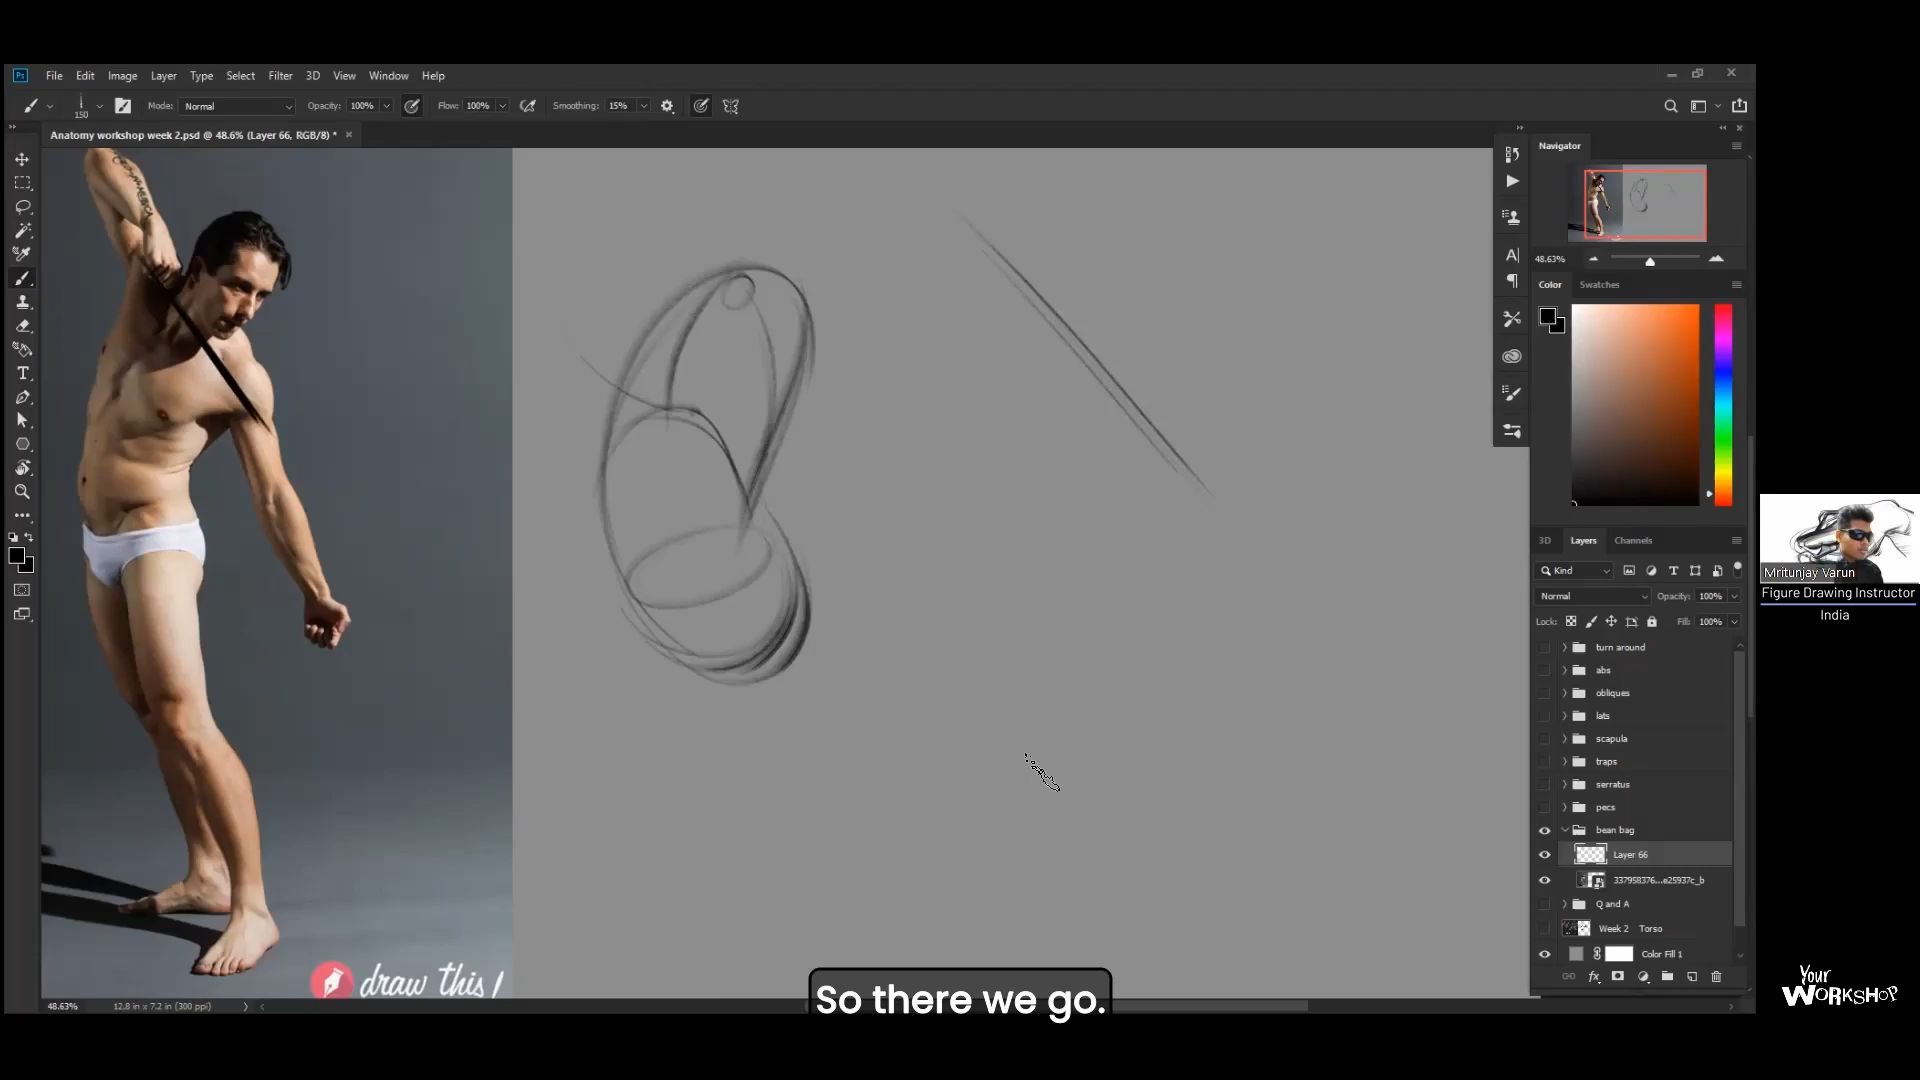 Ps File Edit Image Layer Type Select Filter 3D View Window Help
150 Mode: Normal Opacity: 100% Flow: 100% Smoothing: 15%
Anatomy workshop week 2.psd @ 48.6% (Layer 66, RGB/8) * ×
Navigator
48.63%
Color Swatches
3D Layers Channels
Kind
Normal Opacity: 100%
Lock: Fill: 100%
turn around
abs
obliques
lats
scapula
traps
serratus
pecs
bean bag
Layer 66
337958376...e25937c_b
Q and A
Week 2 Torso
Color Fill 1
draw this!
48.63% 12.8 in x 7.2 in (300 ppi)
So there we go.
Mritunjay Varun
Figure Drawing Instructor
India
Your
WORKSHOP